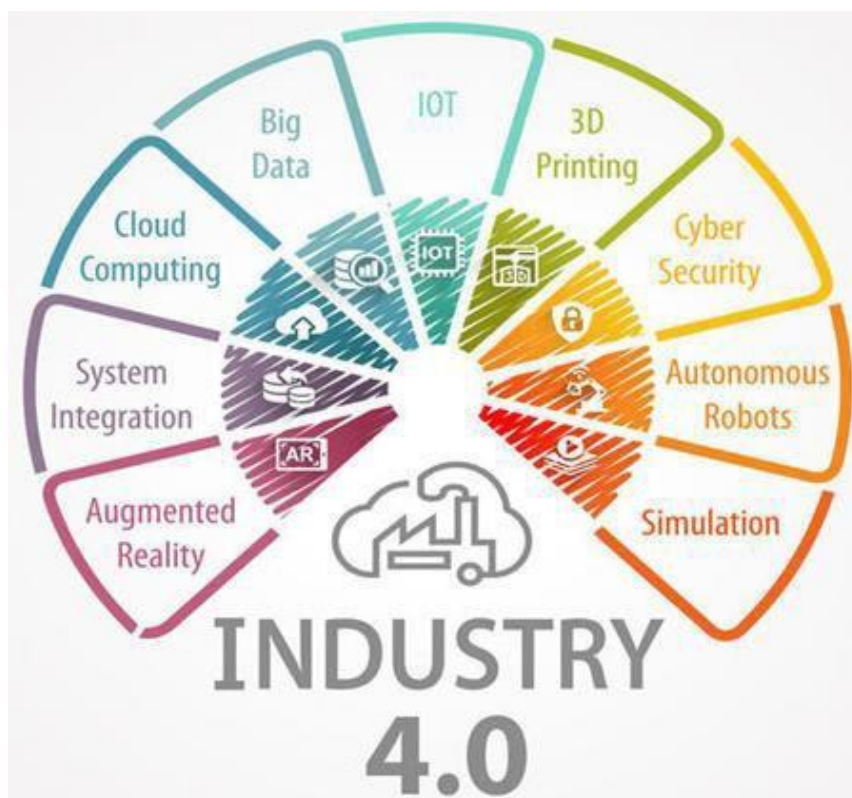 IOT
Big
Data
3D
Printing
Cloud
Computing
Cyber
Security
System
Integration
Autonomous
Robots
Augmented
Reality
Simulation
IOT
3D
AR
INDUSTRY
4.0